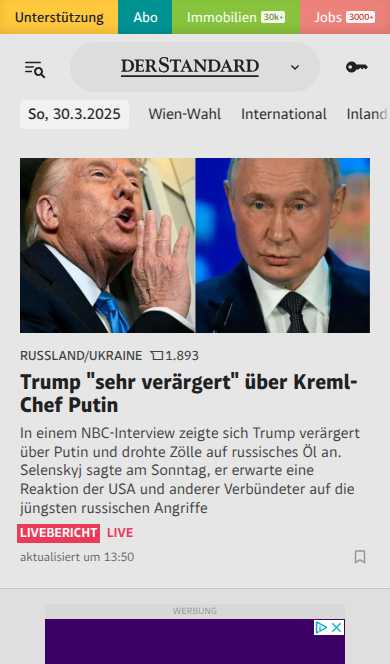 Unterstützung Abo Immobilien 30k+ Jobs 3000+
DERSTANDARD
So, 30.3.2025 Wien-Wahl International Inland
RUSSLAND/UKRAINE 1.893
Trump "sehr verärgert" über Kreml-
Chef Putin
In einem NBC-Interview zeigte sich Trump verärgert
über Putin und drohte Zölle auf russisches Öl an.
Selenskyj sagte am Sonntag, er erwarte eine
Reaktion der USA und anderer Verbündeter auf die
jüngsten russischen Angriffe
LIVEBERICHT LIVE
aktualisiert um 13:50
WERBUNG